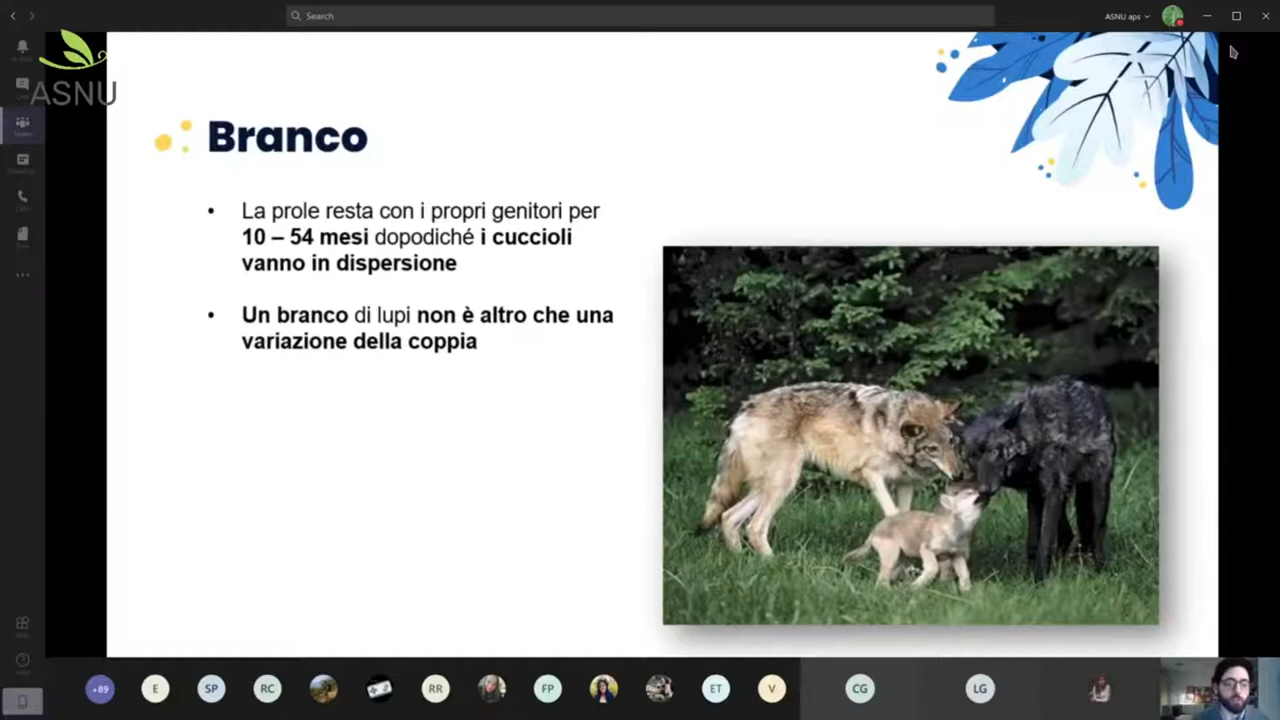 Search
ASNU aps
ASNU
Branco
• La prole resta con i propri genitori per
10 – 54 mesi dopodiché i cuccioli
vanno in dispersione
• Un branco di lupi non è altro che una
variazione della coppia
+89
E
SP
RC
RR
FP
ET
V
CG
LG